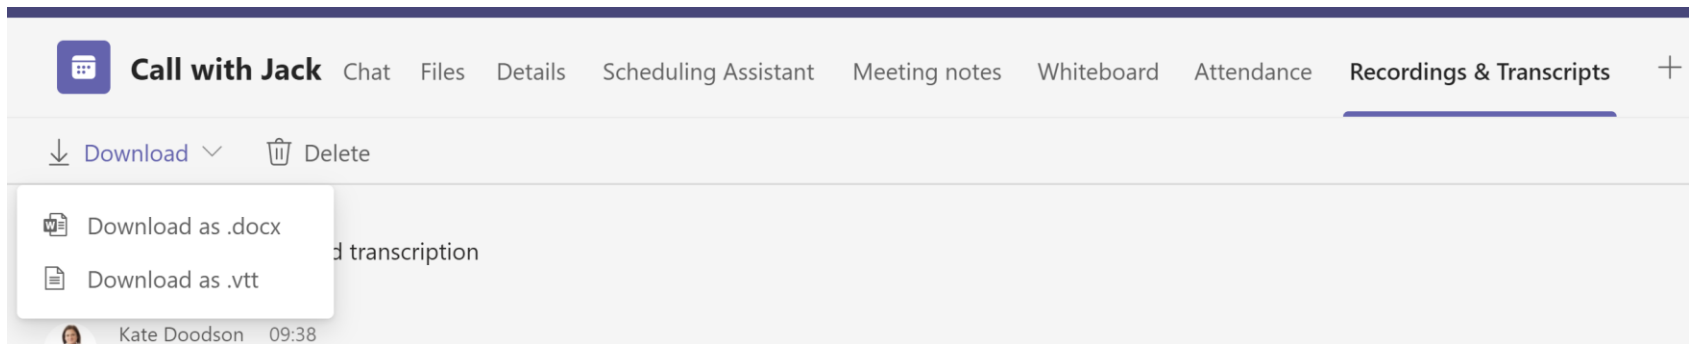 Call with Jack Chat Files Details Scheduling Assistant Meeting notes Whiteboard Attendance Recordings & Transcripts
Download Delete
Download as .docx
transcription
Download as .vtt
Kate Doodson 09:38